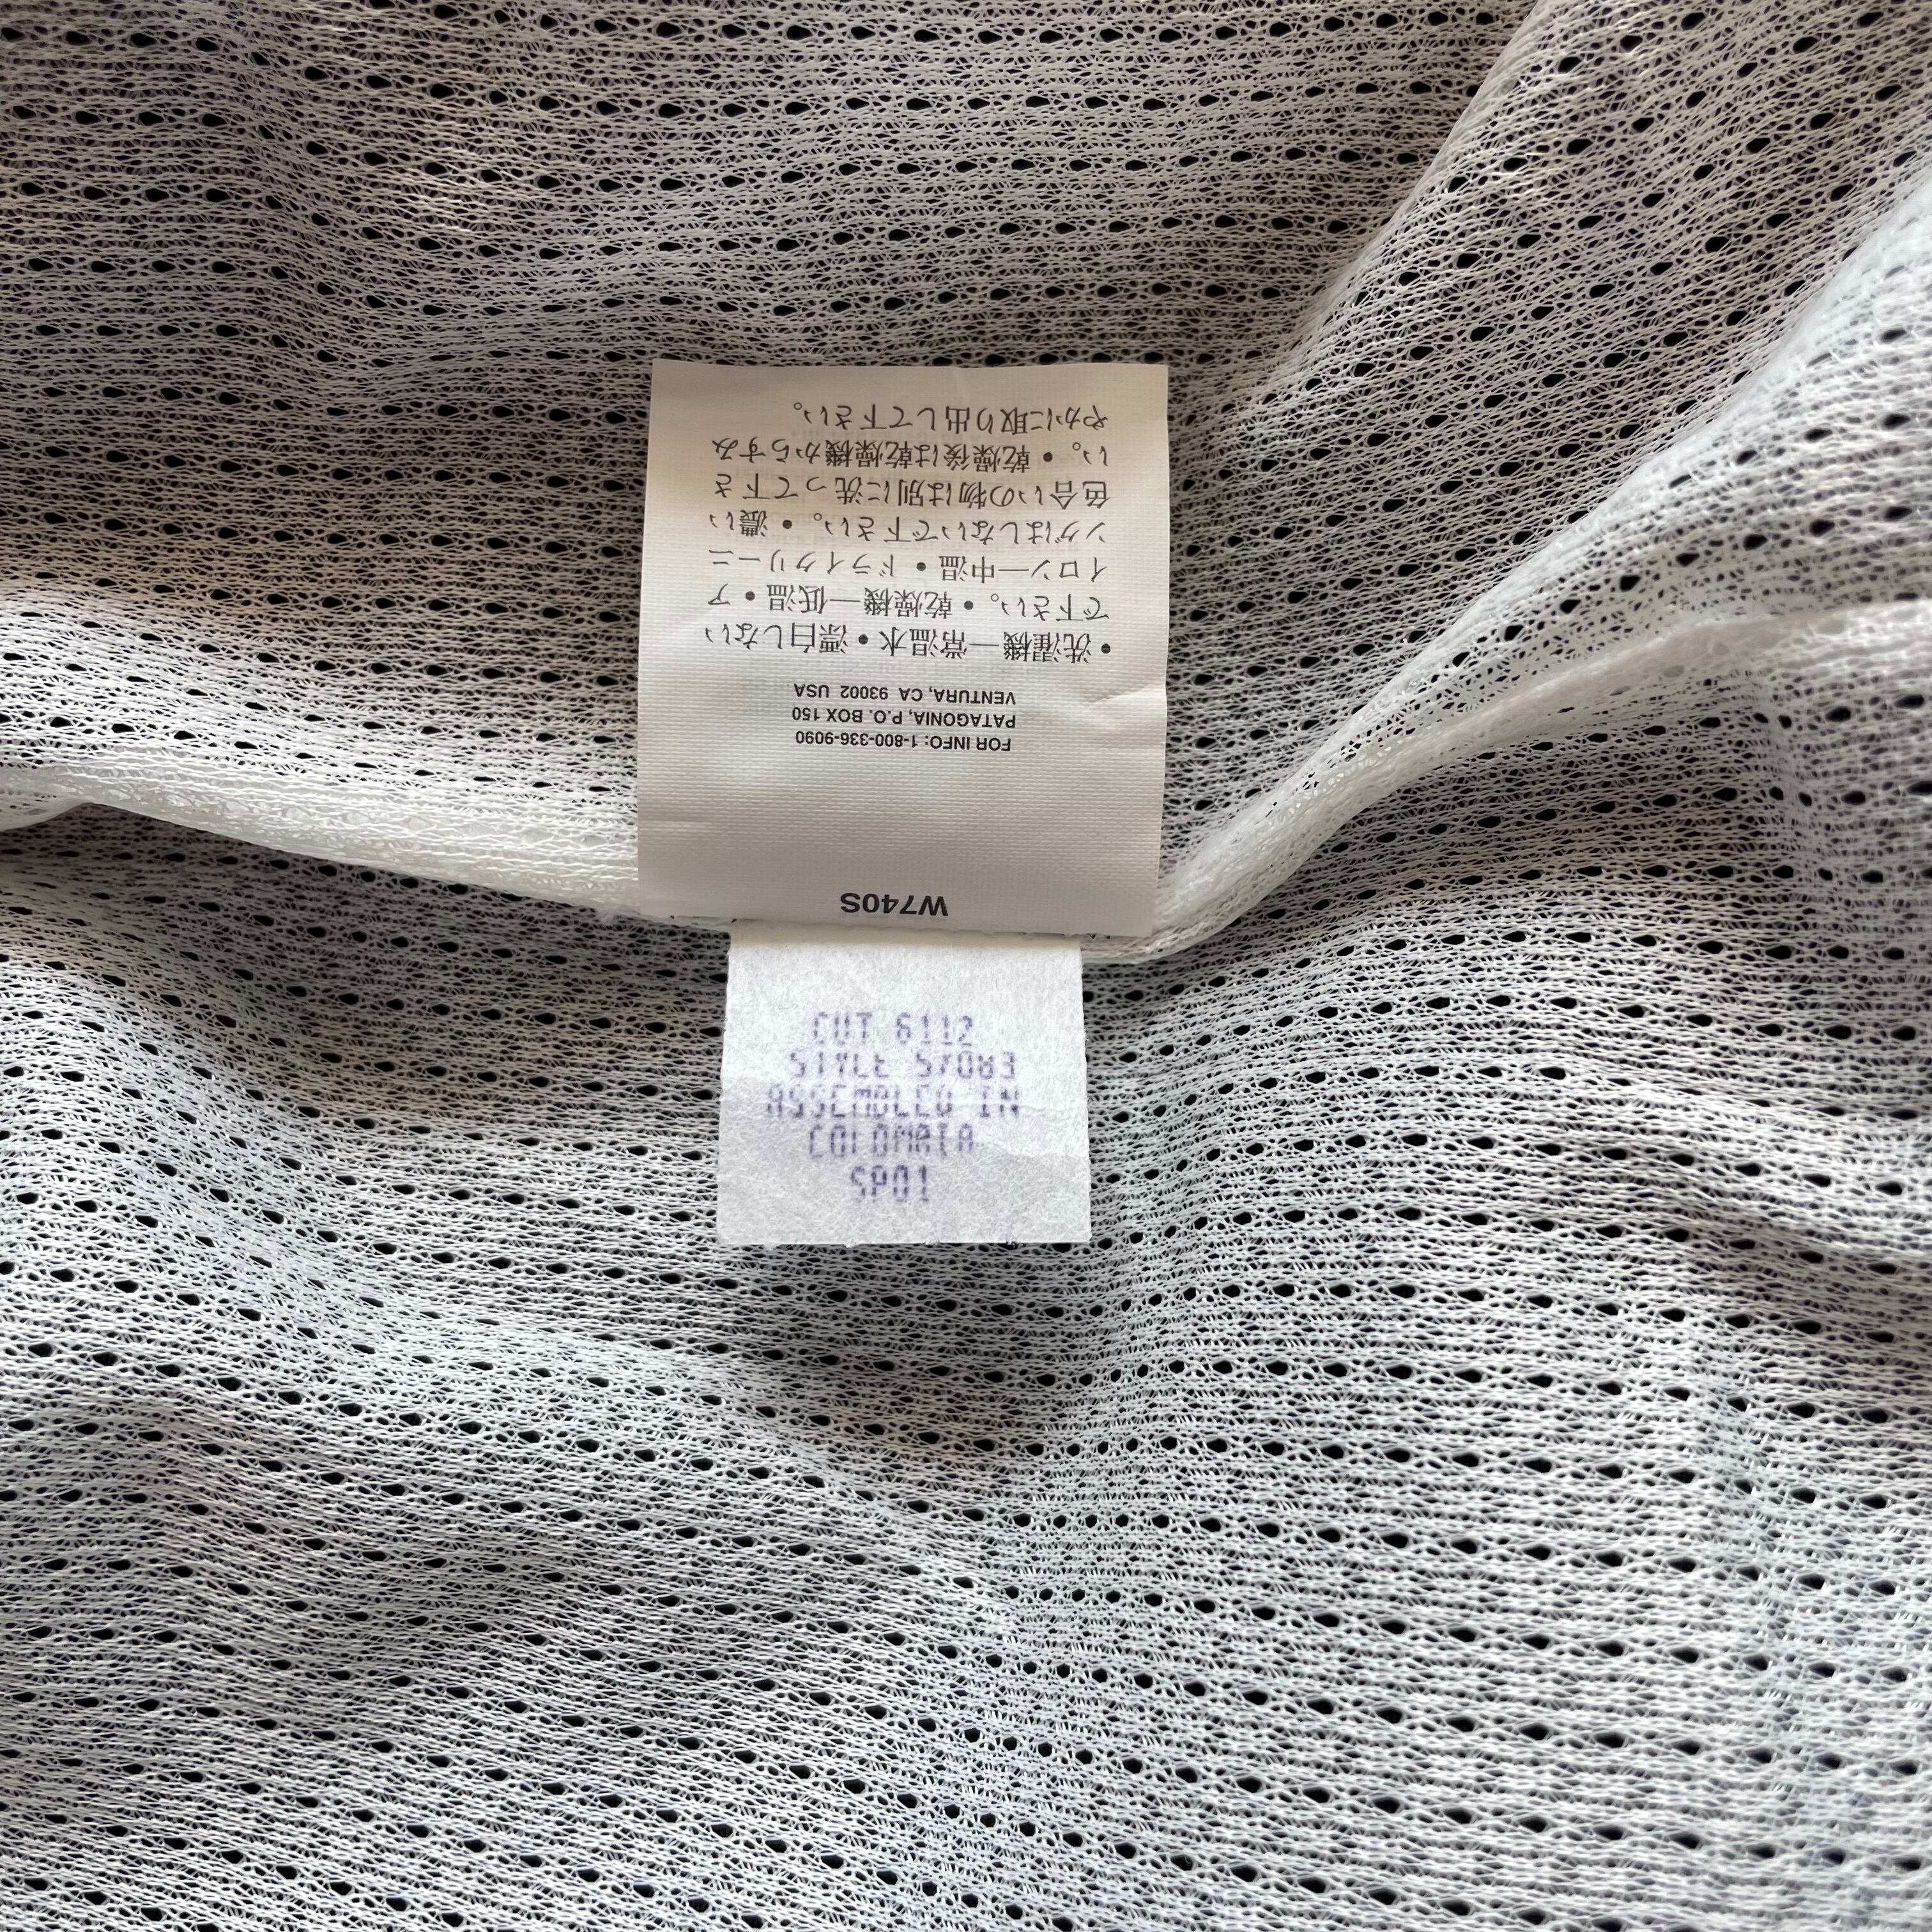 W740S
FOR INFO: 1-800-336-9090
PATAGONIA, P.O. BOX 150
VENTURA, CA 93002 USA
•洗濯機—常温水•漂白しない
で下さい。•乾燥機—低温•ア
イロン—中温•ドライクリーニ
ングはしないで下さい。•濃い
色合いの物は別に洗って下さ
い。•乾燥後は乾燥機からすみ
やかに取り出して下さい。
CUT 6112
STYLE 57083
ASSEMBLED IN
COLOMBIA
SP01